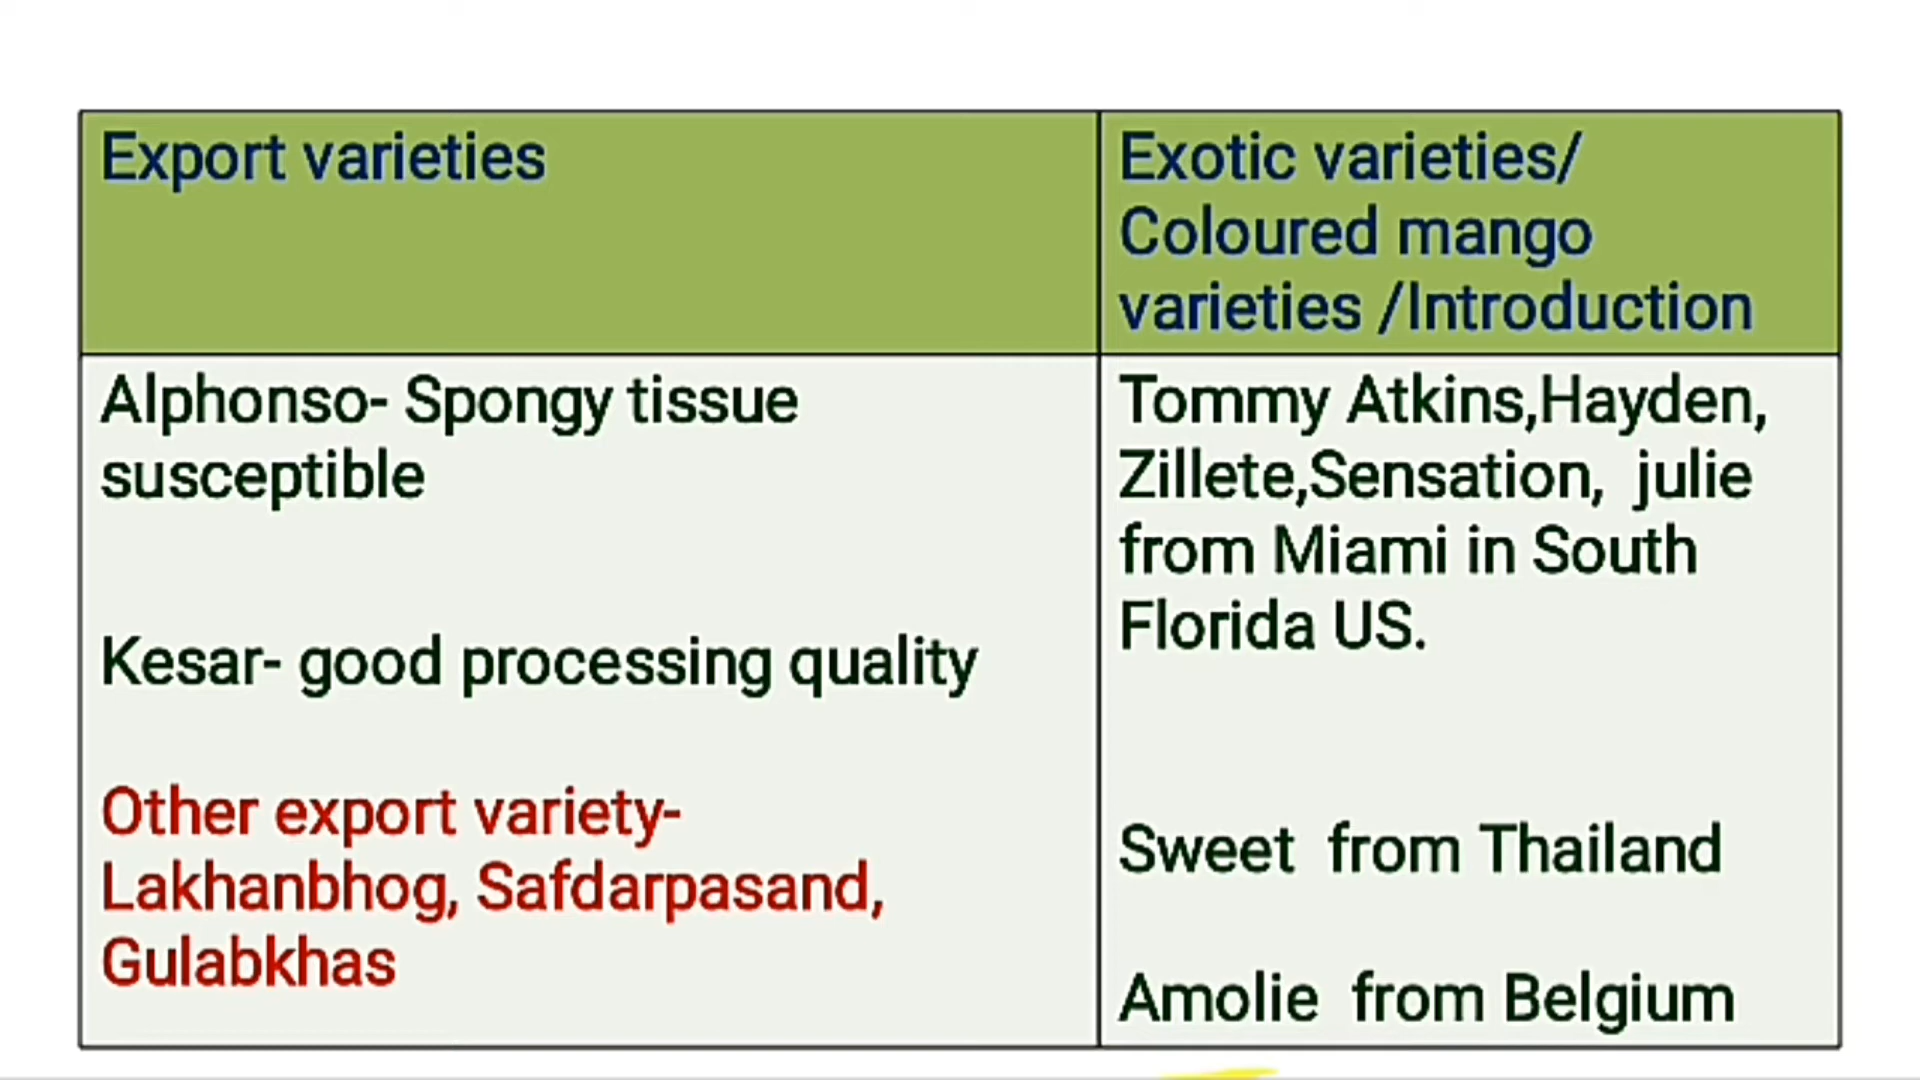 Export varieties
Exotic varieties/
Coloured mango
varieties /Introduction
Alphonso- Spongy tissue
susceptible
Kesar- good processing quality
Other export variety-
Lakhanbhog, Safdarpasand,
Gulabkhas
Tommy Atkins,Hayden,
Zillete,Sensation, julie
from Miami in South
Florida US.
Sweet from Thailand
Amolie from Belgium